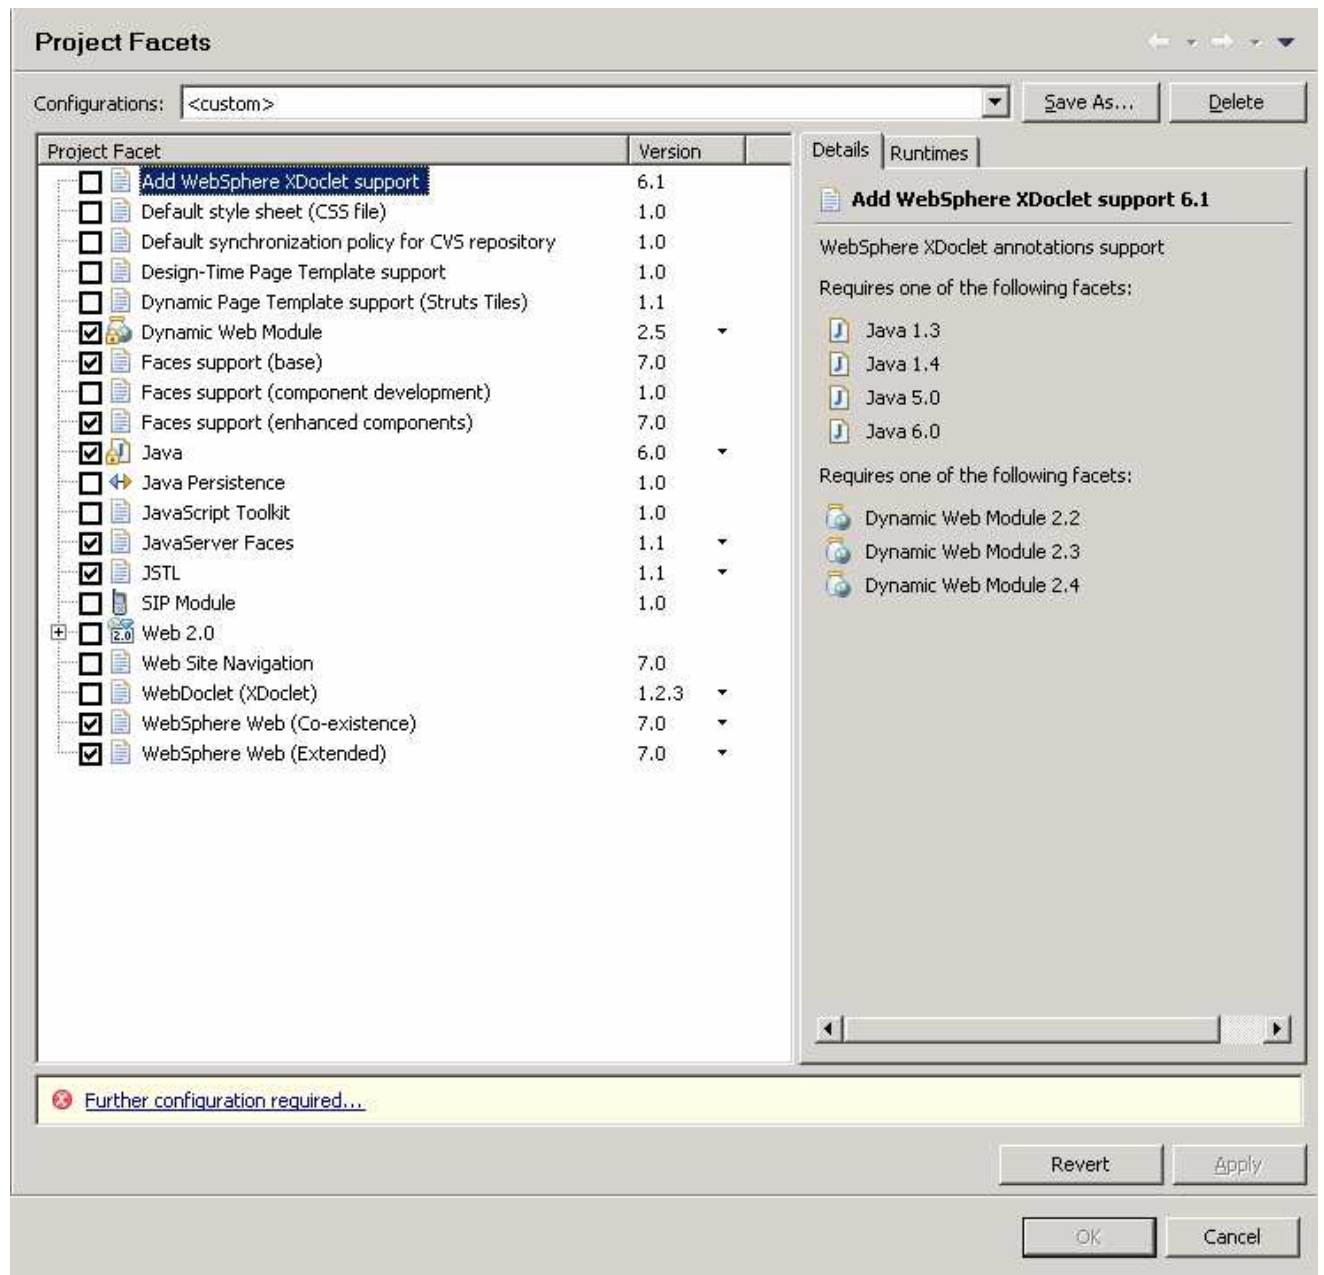 Project Facets
Configurations: <custom> Save As... Delete
Project Facet Version
Add WebSphere XDoclet support 6.1
Default style sheet (CSS file) 1.0
Default synchronization policy for CVS repository 1.0
Design-Time Page Template support 1.0
Dynamic Page Template support (Struts Tiles) 1.1
Dynamic Web Module 2.5
Faces support (base) 7.0
Faces support (component development) 1.0
Faces support (enhanced components) 7.0
Java 6.0
Java Persistence 1.0
JavaScript Toolkit 1.0
JavaServer Faces 1.1
JSTL 1.1
SIP Module 1.0
2.0 Web 2.0
Web Site Navigation 7.0
WebDoclet (XDoclet) 1.2.3
WebSphere Web (Co-existence) 7.0
WebSphere Web (Extended) 7.0
Details Runtimes
Add WebSphere XDoclet support 6.1
WebSphere XDoclet annotations support
Requires one of the following facets:
Java 1.3
Java 1.4
Java 5.0
Java 6.0
Requires one of the following facets:
Dynamic Web Module 2.2
Dynamic Web Module 2.3
Dynamic Web Module 2.4
Further configuration required...
Revert Apply
OK Cancel